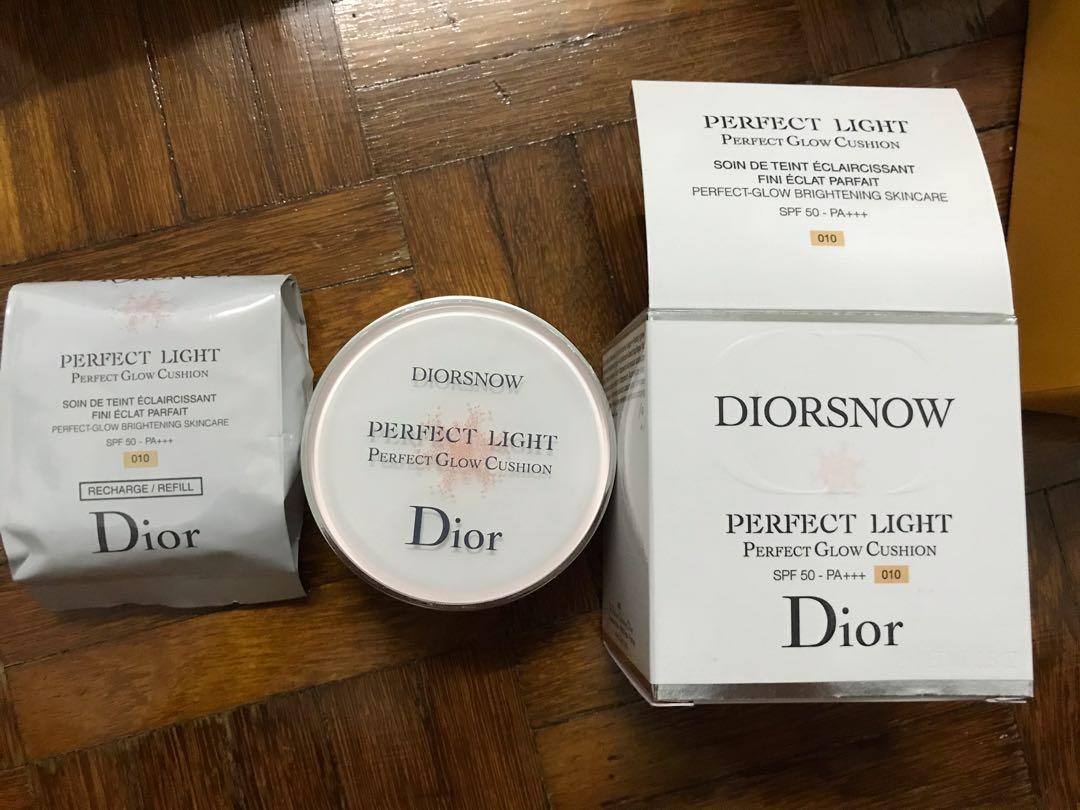 DIORSNOW
PERFECT LIGHT
PERFECT GLOW CUSHION
SOIN DE TEINT ÉCLAIRCISSANT
FINI ÉCLAT PARFAIT
PERFECT-GLOW BRIGHTENING SKINCARE
SPF 50 - PA+++
010
RECHARGE / REFILL
Dior
DIORSNOW
PERFECT LIGHT
PERFECT GLOW CUSHION
Dior
PERFECT LIGHT
PERFECT GLOW CUSHION
SOIN DE TEINT ÉCLAIRCISSANT
FINI ÉCLAT PARFAIT
PERFECT-GLOW BRIGHTENING SKINCARE
SPF 50 - PA+++
010
DIORSNOW
PERFECT LIGHT
PERFECT GLOW CUSHION
SPF 50 - PA+++ 010
Dior